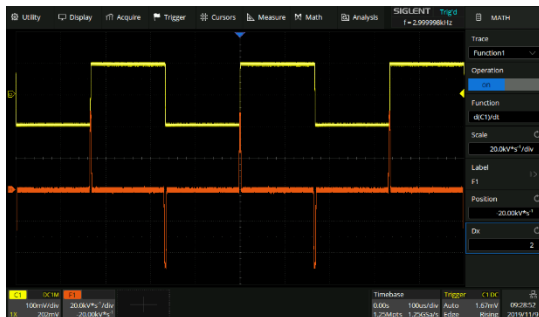 Utility Display Acquire Trigger Cursors Measure Math Analysis SIGLENT Trig'd
f = 2.999998kHz
MATH
Trace
Function1
Operation
on
Function
d(C1)/dt
Scale
20.0kV*s⁻¹/div
Label
F1
Position
-20.00kV*s⁻¹
Dx
2
C1 DC1M F1 Timebase Trigger C1 DC
100mV/div 20.0kV*s⁻¹/div 0.00s 100us/div Auto 1.67mV 09:28:52
1X 202mV -20.00kV*s⁻¹ 1.25Mpts 1.25GSa/s Edge Rising 2019/11/9